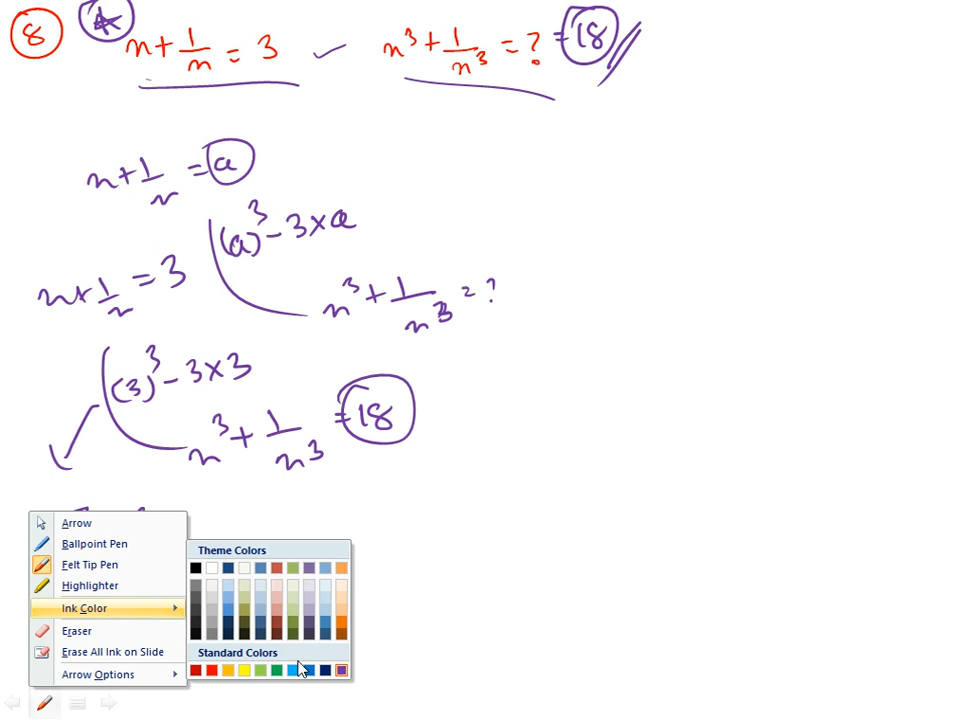 8 n + 1/n = 3 n³ + 1/n³ = ? = 18
n + 1/n = a
(a)³ - 3 × a
n + 1/n = 3
n³ + 1/n³ = ?
(3)³ - 3 × 3
n³ + 1/n³ = 18
Arrow
Ballpoint Pen
Felt Tip Pen
Highlighter
Ink Color
Eraser
Erase All Ink on Slide
Arrow Options
Theme Colors
Standard Colors